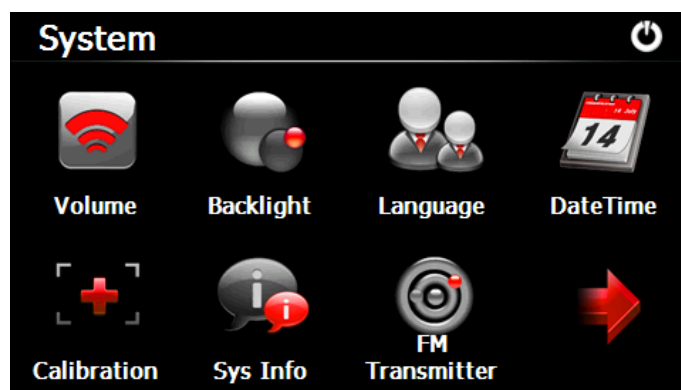 System
Volume
Backlight
Language
DateTime
14
Calibration
Sys Info
FM
Transmitter